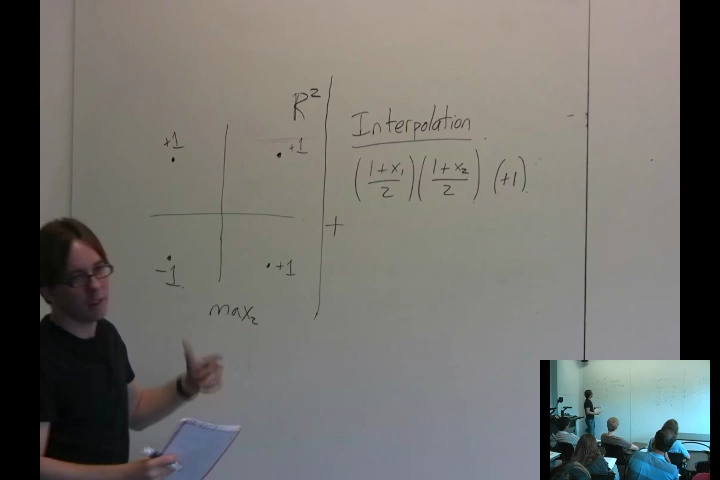 R²
+1
+1
-1
+1
max₂
Interpolation
((1+x₁)/2)((1+x₂)/2)(+1)
+